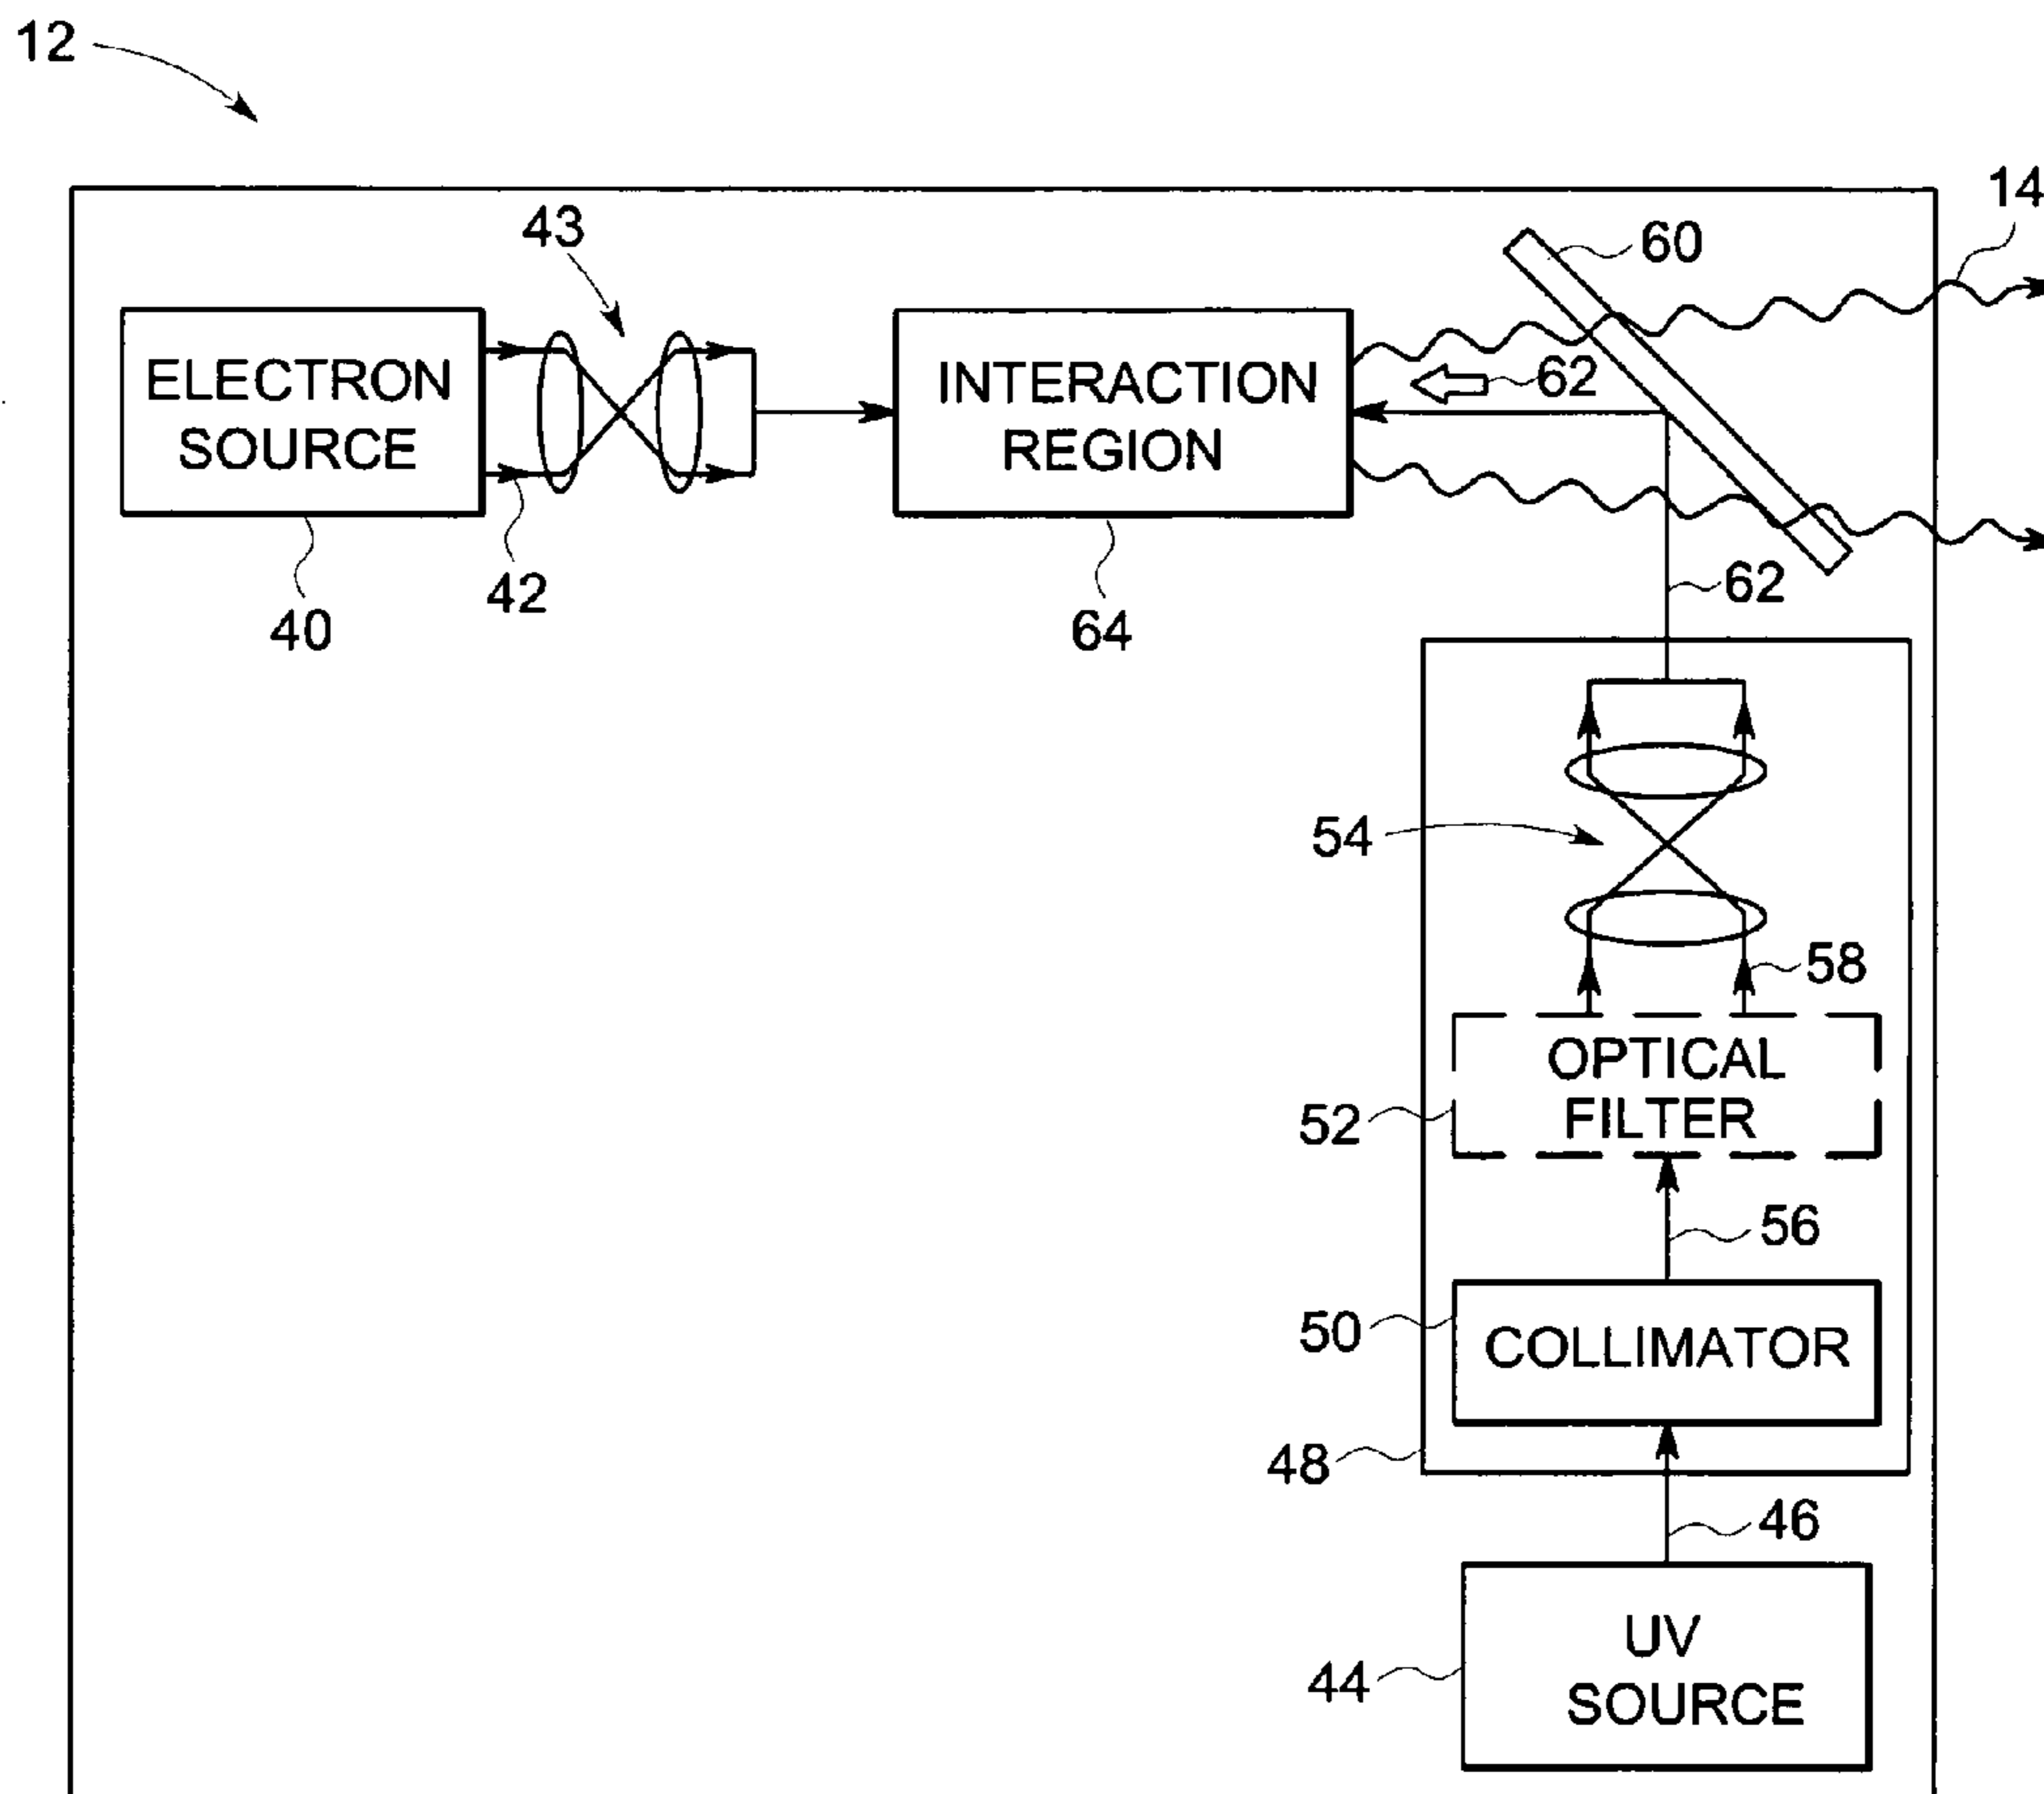 12
14
43
60
ELECTRON
SOURCE
INTERACTION
REGION
62
42
62
40
64
54
58
OPTICAL
FILTER
52
56
50
COLLIMATOR
48
46
UV
SOURCE
44